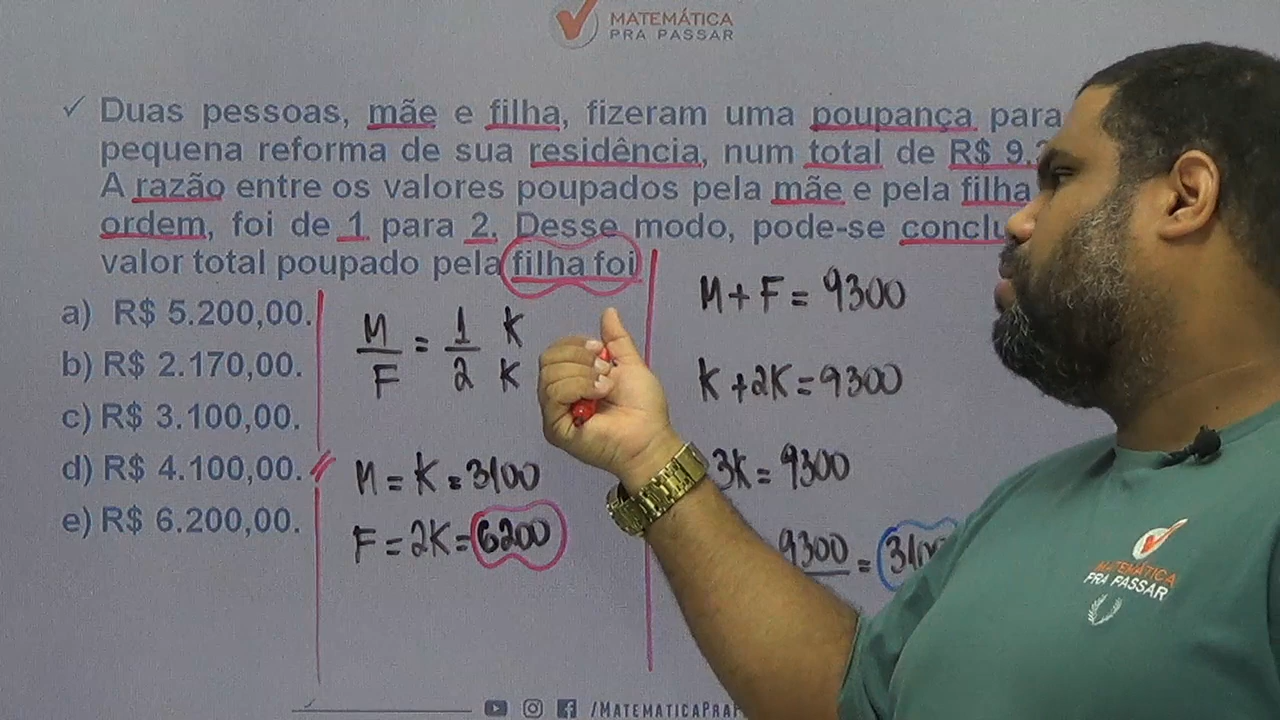 MATEMÁTICA
PRA PASSAR
✓ Duas pessoas, mãe e filha, fizeram uma poupança para
pequena reforma de sua residência, num total de R$ 9.
A razão entre os valores poupados pela mãe e pela filha
ordem, foi de 1 para 2. Desse modo, pode-se conclu
valor total poupado pela filha foi
a) R$ 5.200,00.
b) R$ 2.170,00.
c) R$ 3.100,00.
d) R$ 4.100,00.
e) R$ 6.200,00.
M/F = 1/2 K K
M = K = 3100
F = 2K = 6200
M + F = 9300
K + 2K = 9300
3K = 9300
9300 = 310
MATEMÁTICA
PRA PASSAR
/MATEMATICAPRA